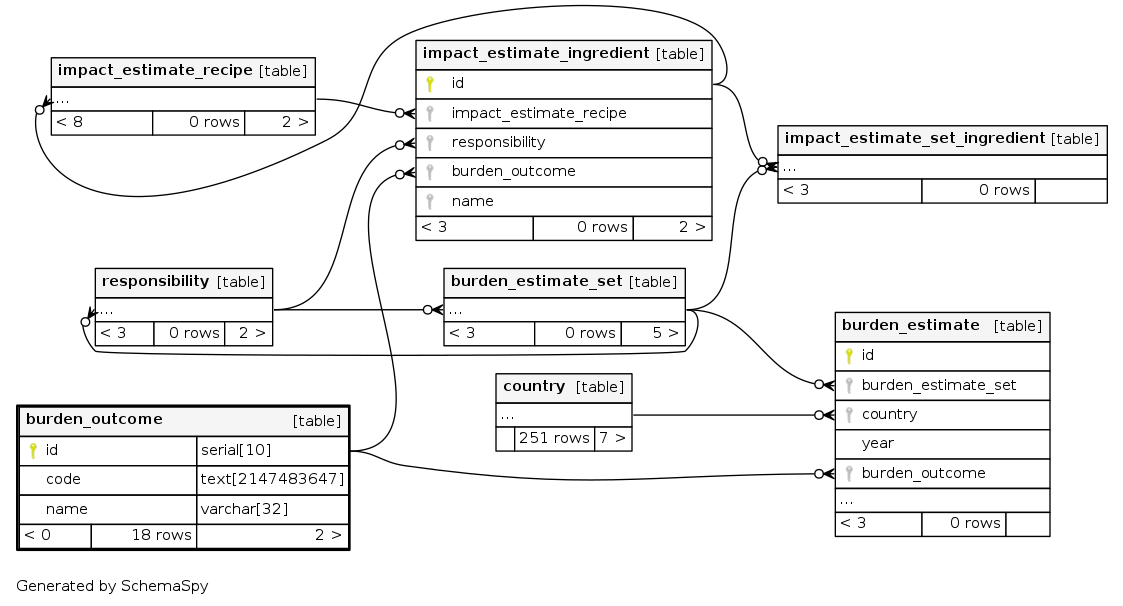 impact_estimate_recipe [table]
...
< 8 0 rows 2 >
impact_estimate_ingredient [table]
id
impact_estimate_recipe
responsibility
burden_outcome
name
< 3 0 rows 2 >
impact_estimate_set_ingredient [table]
...
< 3 0 rows
responsibility [table]
...
< 3 0 rows 2 >
burden_estimate_set [table]
...
< 3 0 rows 5 >
burden_estimate [table]
id
burden_estimate_set
country
year
burden_outcome
...
< 3 0 rows
country [table]
...
251 rows 7 >
burden_outcome [table]
id serial[10]
code text[2147483647]
name varchar[32]
< 0 18 rows 2 >
Generated by SchemaSpy